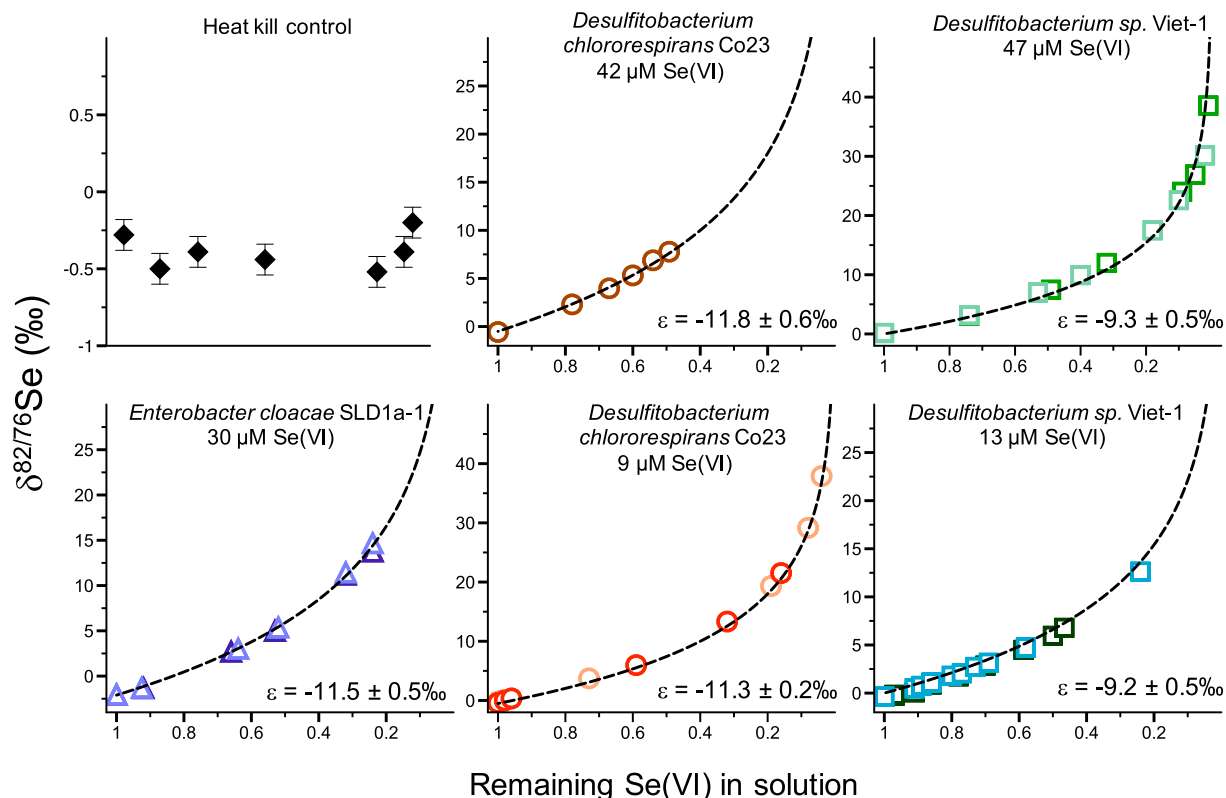 Heat kill control
0.5
0
-0.5
-1
Desulfitobacterium
chlororespirans Co23
42 µM Se(VI)
25
20
15
10
5
0
ε = -11.8 ± 0.6‰
1 0.8 0.6 0.4 0.2
Desulfitobacterium sp. Viet-1
47 µM Se(VI)
40
30
20
10
0
ε = -9.3 ± 0.5‰
1 0.8 0.6 0.4 0.2
δ82/76Se (‰)
Enterobacter cloacae SLD1a-1
30 µM Se(VI)
25
20
15
10
5
0
ε = -11.5 ± 0.5‰
1 0.8 0.6 0.4 0.2
Desulfitobacterium
chlororespirans Co23
9 µM Se(VI)
40
30
20
10
0
ε = -11.3 ± 0.2‰
1 0.8 0.6 0.4 0.2
Desulfitobacterium sp. Viet-1
13 µM Se(VI)
25
20
15
10
5
0
ε = -9.2 ± 0.5‰
1 0.8 0.6 0.4 0.2
Remaining Se(VI) in solution